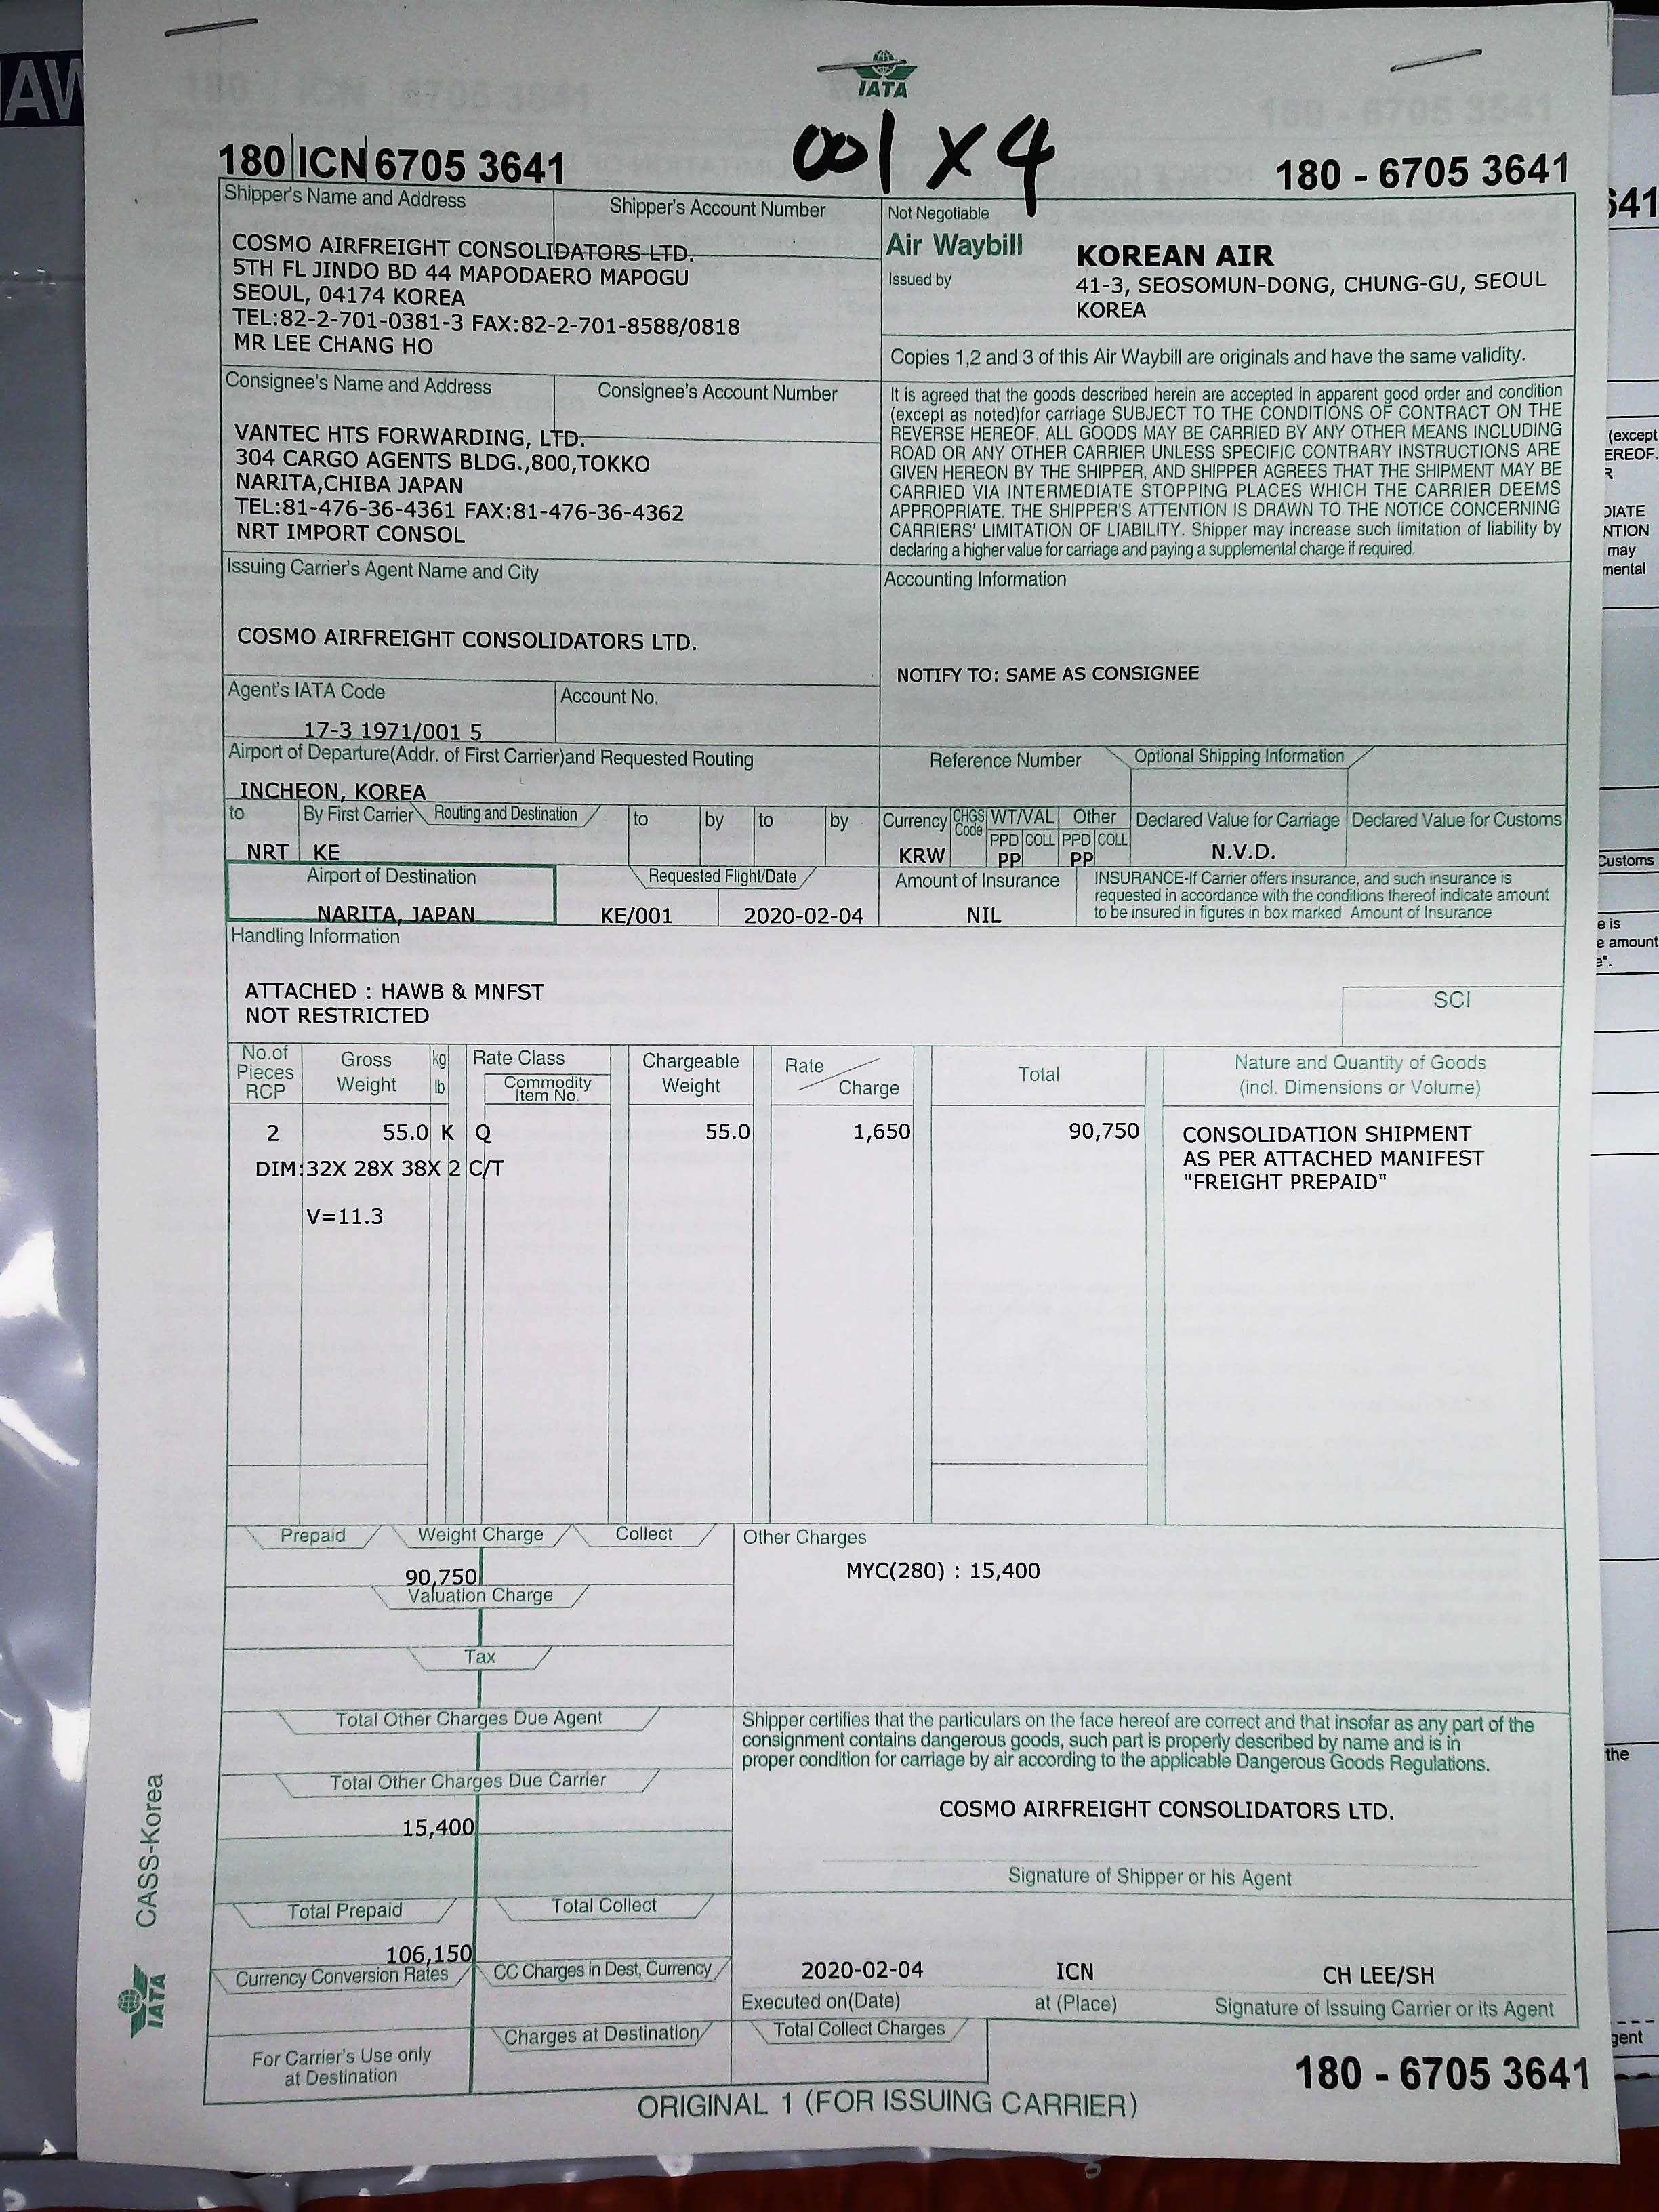 IATA
001 X 4
180 ICN 6705 3641
180 - 6705 3641
Shipper's Name and Address
Shipper's Account Number
COSMO AIRFREIGHT CONSOLIDATORS LTD.
5TH FL JINDO BD 44 MAPODAERO MAPOGU
SEOUL, 04174 KOREA
TEL:82-2-701-0381-3 FAX:82-2-701-8588/0818
MR LEE CHANG HO
Not Negotiable
Air Waybill
Issued by
KOREAN AIR
41-3, SEOSOMUN-DONG, CHUNG-GU, SEOUL
KOREA
Copies 1,2 and 3 of this Air Waybill are originals and have the same validity.
Consignee's Name and Address
Consignee's Account Number
VANTEC HTS FORWARDING, LTD.
304 CARGO AGENTS BLDG.,800,TOKKO
NARITA,CHIBA JAPAN
TEL:81-476-36-4361 FAX:81-476-36-4362
NRT IMPORT CONSOL
It is agreed that the goods described herein are accepted in apparent good order and condition
(except as noted)for carriage SUBJECT TO THE CONDITIONS OF CONTRACT ON THE
REVERSE HEREOF. ALL GOODS MAY BE CARRIED BY ANY OTHER MEANS INCLUDING
ROAD OR ANY OTHER CARRIER UNLESS SPECIFIC CONTRARY INSTRUCTIONS ARE
GIVEN HEREON BY THE SHIPPER, AND SHIPPER AGREES THAT THE SHIPMENT MAY BE
CARRIED VIA INTERMEDIATE STOPPING PLACES WHICH THE CARRIER DEEMS
APPROPRIATE. THE SHIPPER'S ATTENTION IS DRAWN TO THE NOTICE CONCERNING
CARRIERS' LIMITATION OF LIABILITY. Shipper may increase such limitation of liability by
declaring a higher value for carriage and paying a supplemental charge if required.
Issuing Carrier's Agent Name and City
COSMO AIRFREIGHT CONSOLIDATORS LTD.
Accounting Information
NOTIFY TO: SAME AS CONSIGNEE
Agent's IATA Code
Account No.
17-3 1971/001 5
Airport of Departure(Addr. of First Carrier)and Requested Routing
INCHEON, KOREA
Reference Number
Optional Shipping Information
to
By First Carrier
Routing and Destination
to
by
to
by
Currency
CHGS Code
WT/VAL
Other
PPD COLL PPD COLL
Declared Value for Carriage
Declared Value for Customs
NRT
KE
KRW
PP
PP
N.V.D.
Airport of Destination
Requested Flight/Date
Amount of Insurance
NARITA, JAPAN
KE/001
2020-02-04
NIL
INSURANCE-If Carrier offers insurance, and such insurance is
requested in accordance with the conditions thereof indicate amount
to be insured in figures in box marked Amount of Insurance
Handling Information
ATTACHED : HAWB & MNFST
NOT RESTRICTED
SCI
No.of Pieces RCP
Gross Weight
kg lb
Rate Class
Commodity Item No.
Chargeable Weight
Rate Charge
Total
Nature and Quantity of Goods
(incl. Dimensions or Volume)
2 55.0 K Q 55.0 1,650 90,750
DIM:32X 28X 38X 2 C/T
V=11.3
CONSOLIDATION SHIPMENT
AS PER ATTACHED MANIFEST
"FREIGHT PREPAID"
Prepaid
Weight Charge
Collect
90,750
Valuation Charge
Tax
Other Charges
MYC(280) : 15,400
Total Other Charges Due Agent
Total Other Charges Due Carrier
15,400
Shipper certifies that the particulars on the face hereof are correct and that insofar as any part of the
consignment contains dangerous goods, such part is properly described by name and is in
proper condition for carriage by air according to the applicable Dangerous Goods Regulations.
COSMO AIRFREIGHT CONSOLIDATORS LTD.
Signature of Shipper or his Agent
Total Prepaid
Total Collect
106,150
Currency Conversion Rates
CC Charges in Dest, Currency
2020-02-04
ICN
CH LEE/SH
Executed on(Date)
at (Place)
Signature of Issuing Carrier or its Agent
For Carrier's Use only
at Destination
Charges at Destination
Total Collect Charges
180 - 6705 3641
ORIGINAL 1 (FOR ISSUING CARRIER)
CASS-Korea
IATA